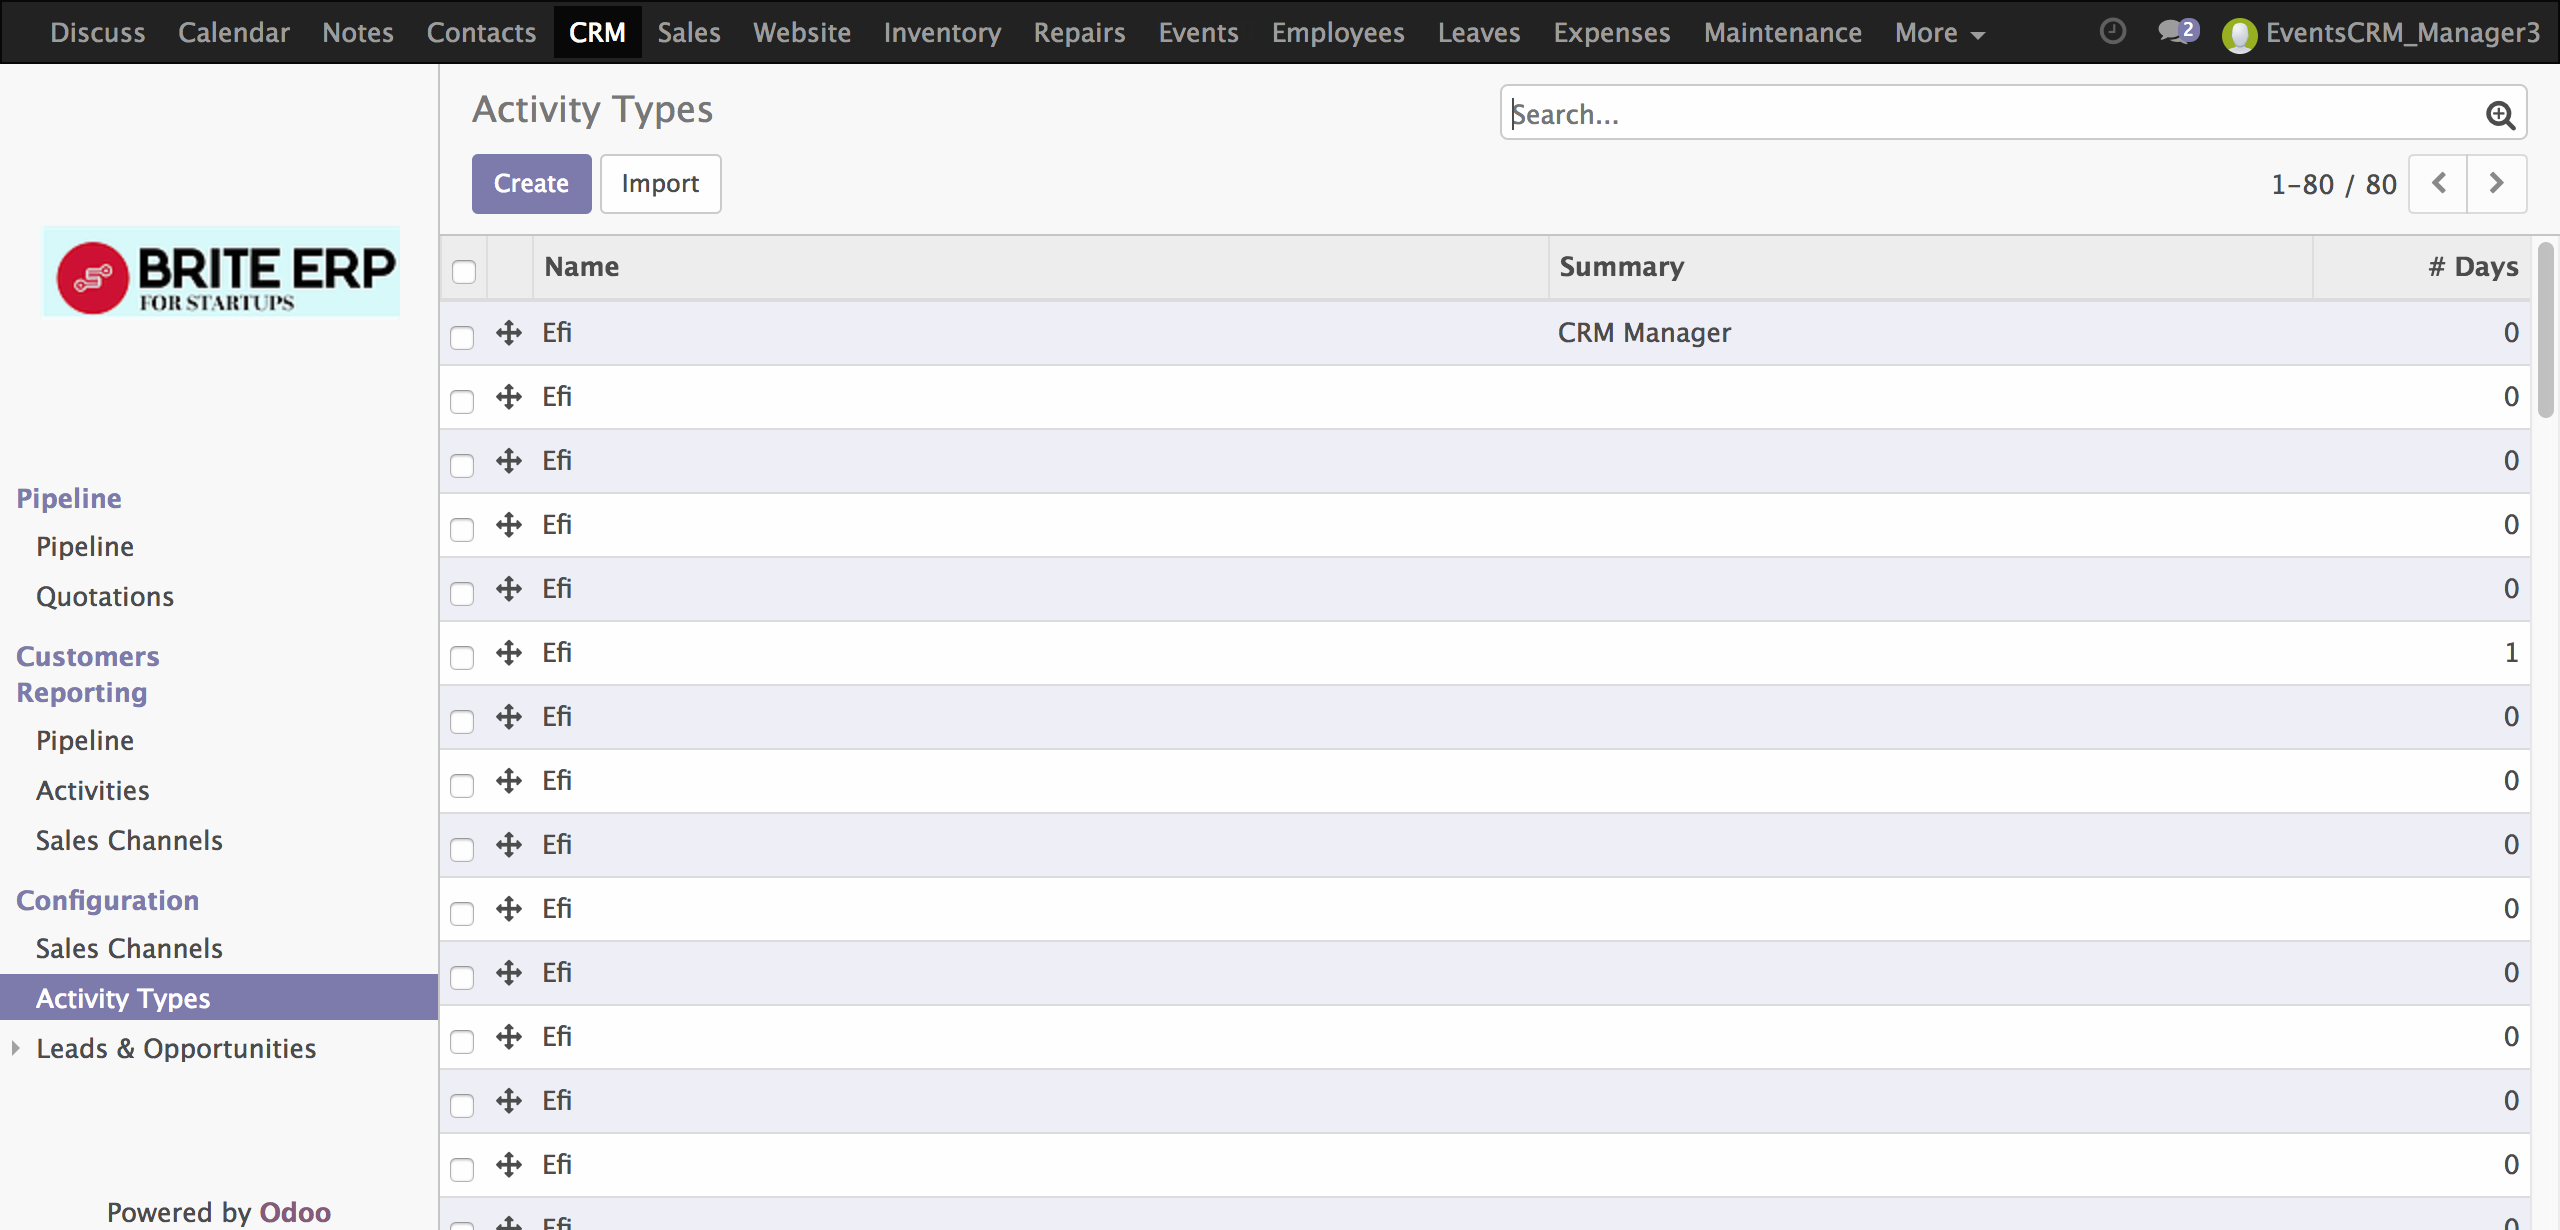 Discuss Calendar Notes Contacts CRM Sales Website Inventory Repairs Events Employees Leaves Expenses Maintenance More 2 EventsCRM_Manager3
Activity Types
Search...
Create Import
1-80 / 80
BRITE ERP
FOR STARTUPS
Pipeline
Pipeline
Quotations
Customers
Reporting
Pipeline
Activities
Sales Channels
Configuration
Sales Channels
Activity Types
Leads & Opportunities
Powered by Odoo
Name Summary # Days
Efi CRM Manager 0
Efi 0
Efi 0
Efi 0
Efi 0
Efi 1
Efi 0
Efi 0
Efi 0
Efi 0
Efi 0
Efi 0
Efi 0
Efi 0
Efi 0